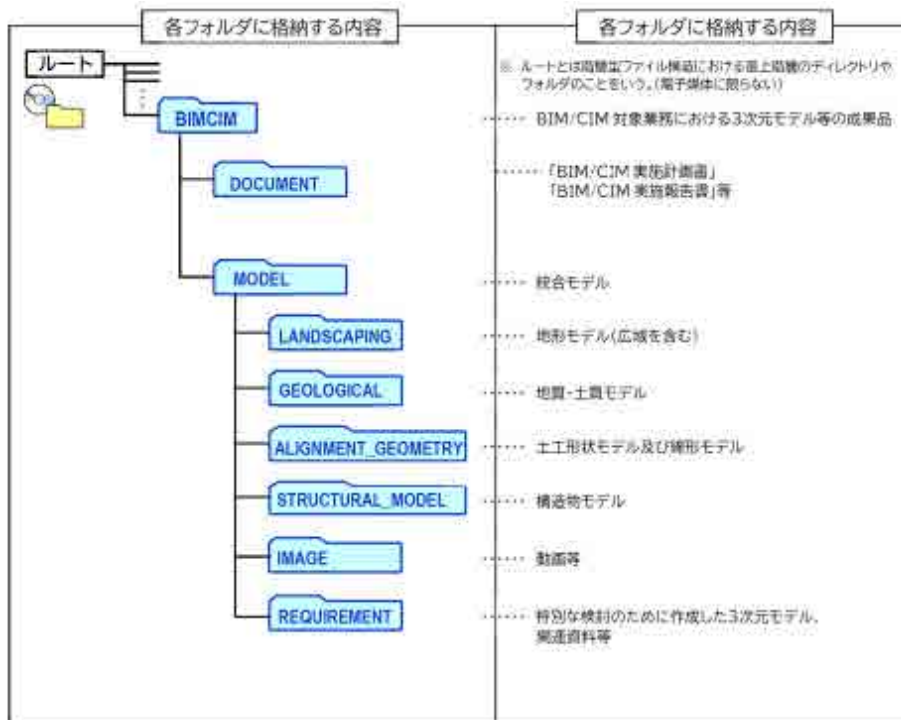 各フォルダに格納する内容
各フォルダに格納する内容
ルート
※ ルートとは階層型ファイル構造における最上階層のディレクトリや
フォルダのことをいう。(電子媒体に限らない)
BIMCIM
BIM/CIM 対象業務における3次元モデル等の成果品
DOCUMENT
「BIM/CIM 実施計画書」
「BIM/CIM 実施報告書」等
MODEL
統合モデル
LANDSCAPING
地形モデル(広域を含む)
GEOLOGICAL
地質・土質モデル
ALIGNMENT_GEOMETRY
土工形状モデル及び線形モデル
STRUCTURAL_MODEL
構造物モデル
IMAGE
動画等
REQUIREMENT
特別な検討のために作成した3次元モデル、
関連資料等